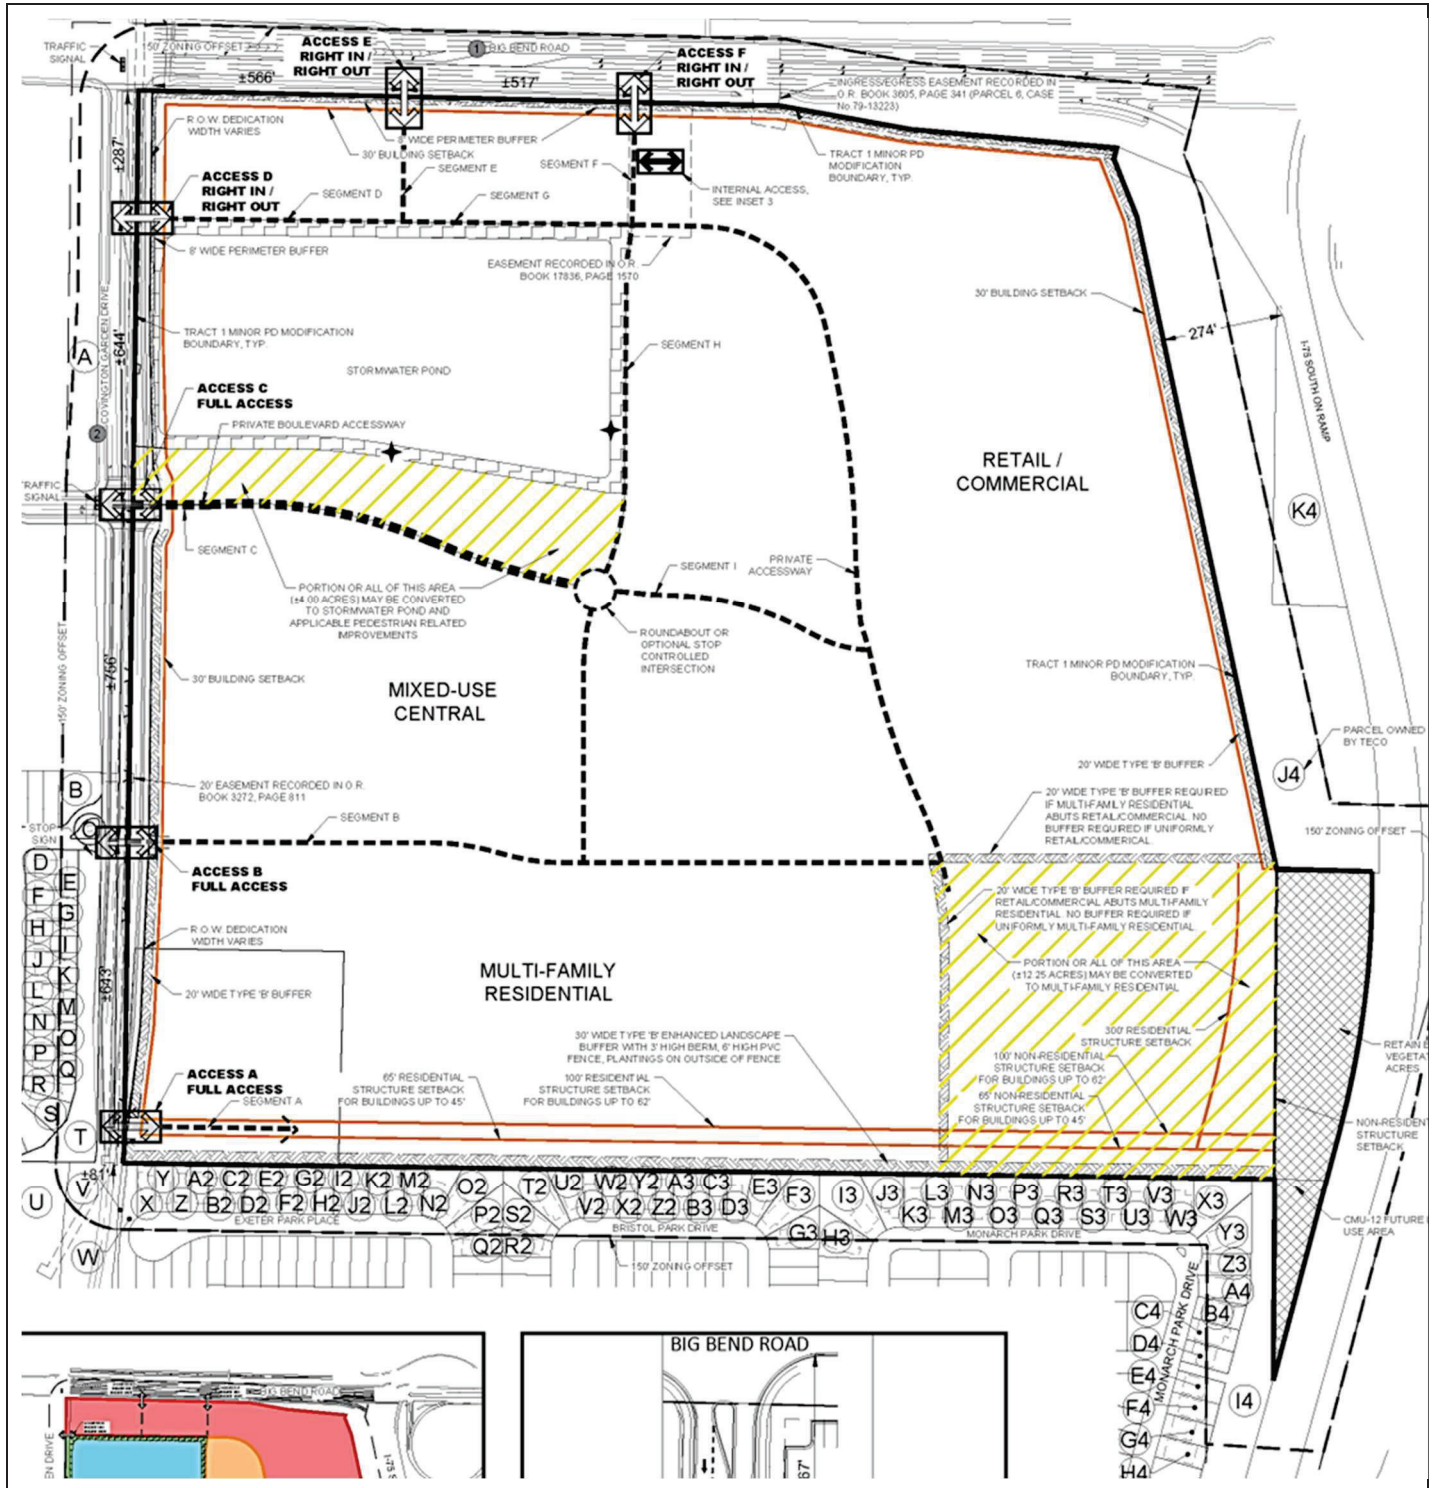 TRAFFIC
SIGNAL
150' ZONING OFFSET
ACCESS E
RIGHT IN /
RIGHT OUT
1
BIG BEND ROAD
ACCESS F
RIGHT IN /
RIGHT OUT
±566'
±517'
INGRESS/EGRESS EASEMENT RECORDED IN
O.R. BOOK 3605, PAGE 341 (PARCEL 6, CASE
No.79-13223)
R.O.W. DEDICATION
WIDTH VARIES
±287'
8' WIDE PERIMETER BUFFER
30' BUILDING SETBACK
SEGMENT E
SEGMENT F
TRACT 1 MINOR PD
MODIFICATION
BOUNDARY, TYP.
ACCESS D
RIGHT IN /
RIGHT OUT
SEGMENT D
SEGMENT G
INTERNAL ACCESS,
SEE INSET 3
8' WIDE PERIMETER BUFFER
EASEMENT RECORDED IN O.R.
BOOK 17836, PAGE 1570
30' BUILDING SETBACK
274'
COVINGTON GARDEN DRIVE
±644'
A
TRACT 1 MINOR PD MODIFICATION
BOUNDARY, TYP.
SEGMENT H
I-75 SOUTH ON RAMP
STORMWATER POND
ACCESS C
FULL ACCESS
PRIVATE BOULEVARD ACCESSWAY
2
RETAIL /
COMMERCIAL
TRAFFIC
SIGNAL
K4
SEGMENT C
PORTION OR ALL OF THIS AREA
(±4.00 ACRES) MAY BE CONVERTED
TO STORMWATER POND AND
APPLICABLE PEDESTRIAN RELATED
IMPROVEMENTS
SEGMENT I
PRIVATE
ACCESSWAY
ROUNDABOUT OR
OPTIONAL STOP
CONTROLLED
INTERSECTION
150' ZONING OFFSET
±756'
30' BUILDING SETBACK
MIXED-USE
CENTRAL
TRACT 1 MINOR PD MODIFICATION
BOUNDARY, TYP.
PARCEL OWNED
BY TECO
J4
20' WIDE TYPE 'B' BUFFER
20' WIDE TYPE 'B' BUFFER REQUIRED
IF MULTI-FAMILY RESIDENTIAL
ABUTS RETAIL/COMMERCIAL. NO
BUFFER REQUIRED IF UNIFORMLY
RETAIL/COMMERICAL.
150' ZONING OFFSET
B
20' EASEMENT RECORDED IN O.R.
BOOK 3272, PAGE 811
SEGMENT B
STOP
SIGN
C
ACCESS B
FULL ACCESS
D
E
F
G
H
I
J
K
L
M
N
O
P
Q
R
S
T
20' WIDE TYPE 'B' BUFFER REQUIRED IF
RETAIL/COMMERCIAL ABUTS MULTI-FAMILY
RESIDENTIAL. NO BUFFER REQUIRED IF
UNIFORMLY MULTI-FAMILY RESIDENTIAL.
R.O.W. DEDICATION
WIDTH VARIES
PORTION OR ALL OF THIS AREA
(±12.25 ACRES) MAY BE CONVERTED
TO MULTI-FAMILY RESIDENTIAL
MULTI-FAMILY
RESIDENTIAL
±643'
20' WIDE TYPE 'B' BUFFER
30' WIDE TYPE 'B' ENHANCED LANDSCAPE
BUFFER WITH 3' HIGH BERM, 6' HIGH PVC
FENCE, PLANTINGS ON OUTSIDE OF FENCE
300' RESIDENTIAL
STRUCTURE SETBACK
VEGETA
ACRES
100' NON-RESIDENTIAL
STRUCTURE SETBACK
FOR BUILDINGS UP TO 62'
ACCESS A
FULL ACCESS
SEGMENT A
65' RESIDENTIAL
STRUCTURE SETBACK
FOR BUILDINGS UP TO 45'
100' RESIDENTIAL
STRUCTURE SETBACK
FOR BUILDINGS UP TO 62'
65' NON-RESIDENTIAL
STRUCTURE SETBACK
FOR BUILDINGS UP TO 45'
NON-RESIDENT
STRUCTURE
SETBACK
±81'
U V Y A2 C2 E2 G2 I2 K2 M2 O2 T2 U2 W2 Y2 A3 C3 E3 F3 I3 J3 L3 N3 P3 R3 T3 V3 X3
X Z B2 D2 F2 H2 J2 L2 N2 P2 S2 V2 X2 Z2 B3 D3 G3 H3 K3 M3 O3 Q3 S3 U3 W3 Y3
EXETER PARK PLACE
BRISTOL PARK DRIVE
MONARCH PARK DRIVE
CMU-12 FUTURE
USE AREA
W
Q2 R2
150' ZONING OFFSET
Z3
A4
B4
C4
D4
E4
F4
G4
H4
I4
MONARCH PARK DRIVE
BIG BEND ROAD
BIG BEND ROAD
EN DRIVE
I-75 S
67'